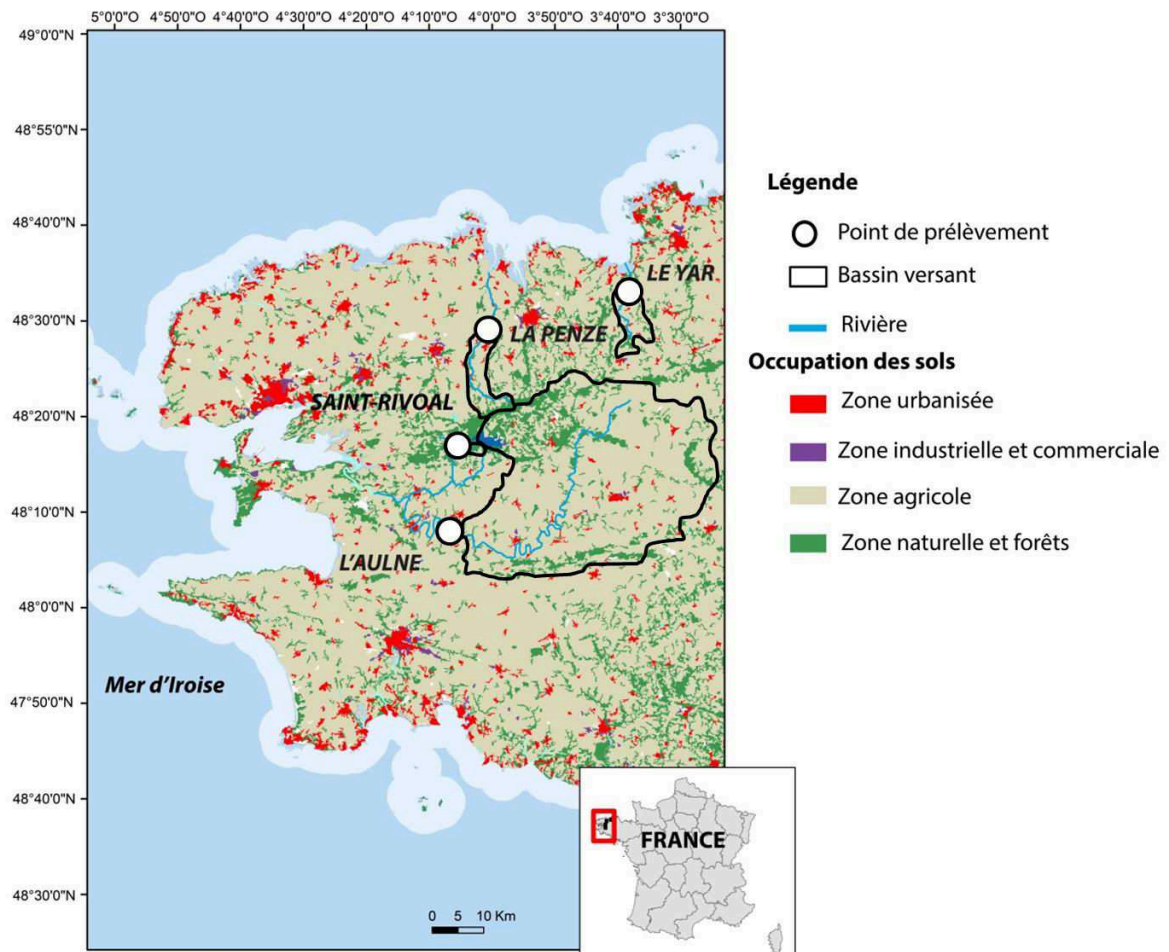 5°0'0"O 4°50'0"O 4°40'0"O 4°30'0"O 4°20'0"O 4°10'0"O 4°0'0"O 3°50'0"O 3°40'0"O 3°30'0"O
49°0'0"N
48°55'0"N
48°40'0"N
48°30'0"N
48°20'0"N
48°10'0"N
48°0'0"N
47°50'0"N
48°40'0"N
48°30'0"N
LE YAR
LA PENZE
SAINT-RIVOAL
L'AULNE
Mer d'Iroise
0 5 10 Km
FRANCE
Légende
Point de prélèvement
Bassin versant
Rivière
Occupation des sols
Zone urbanisée
Zone industrielle et commerciale
Zone agricole
Zone naturelle et forêts